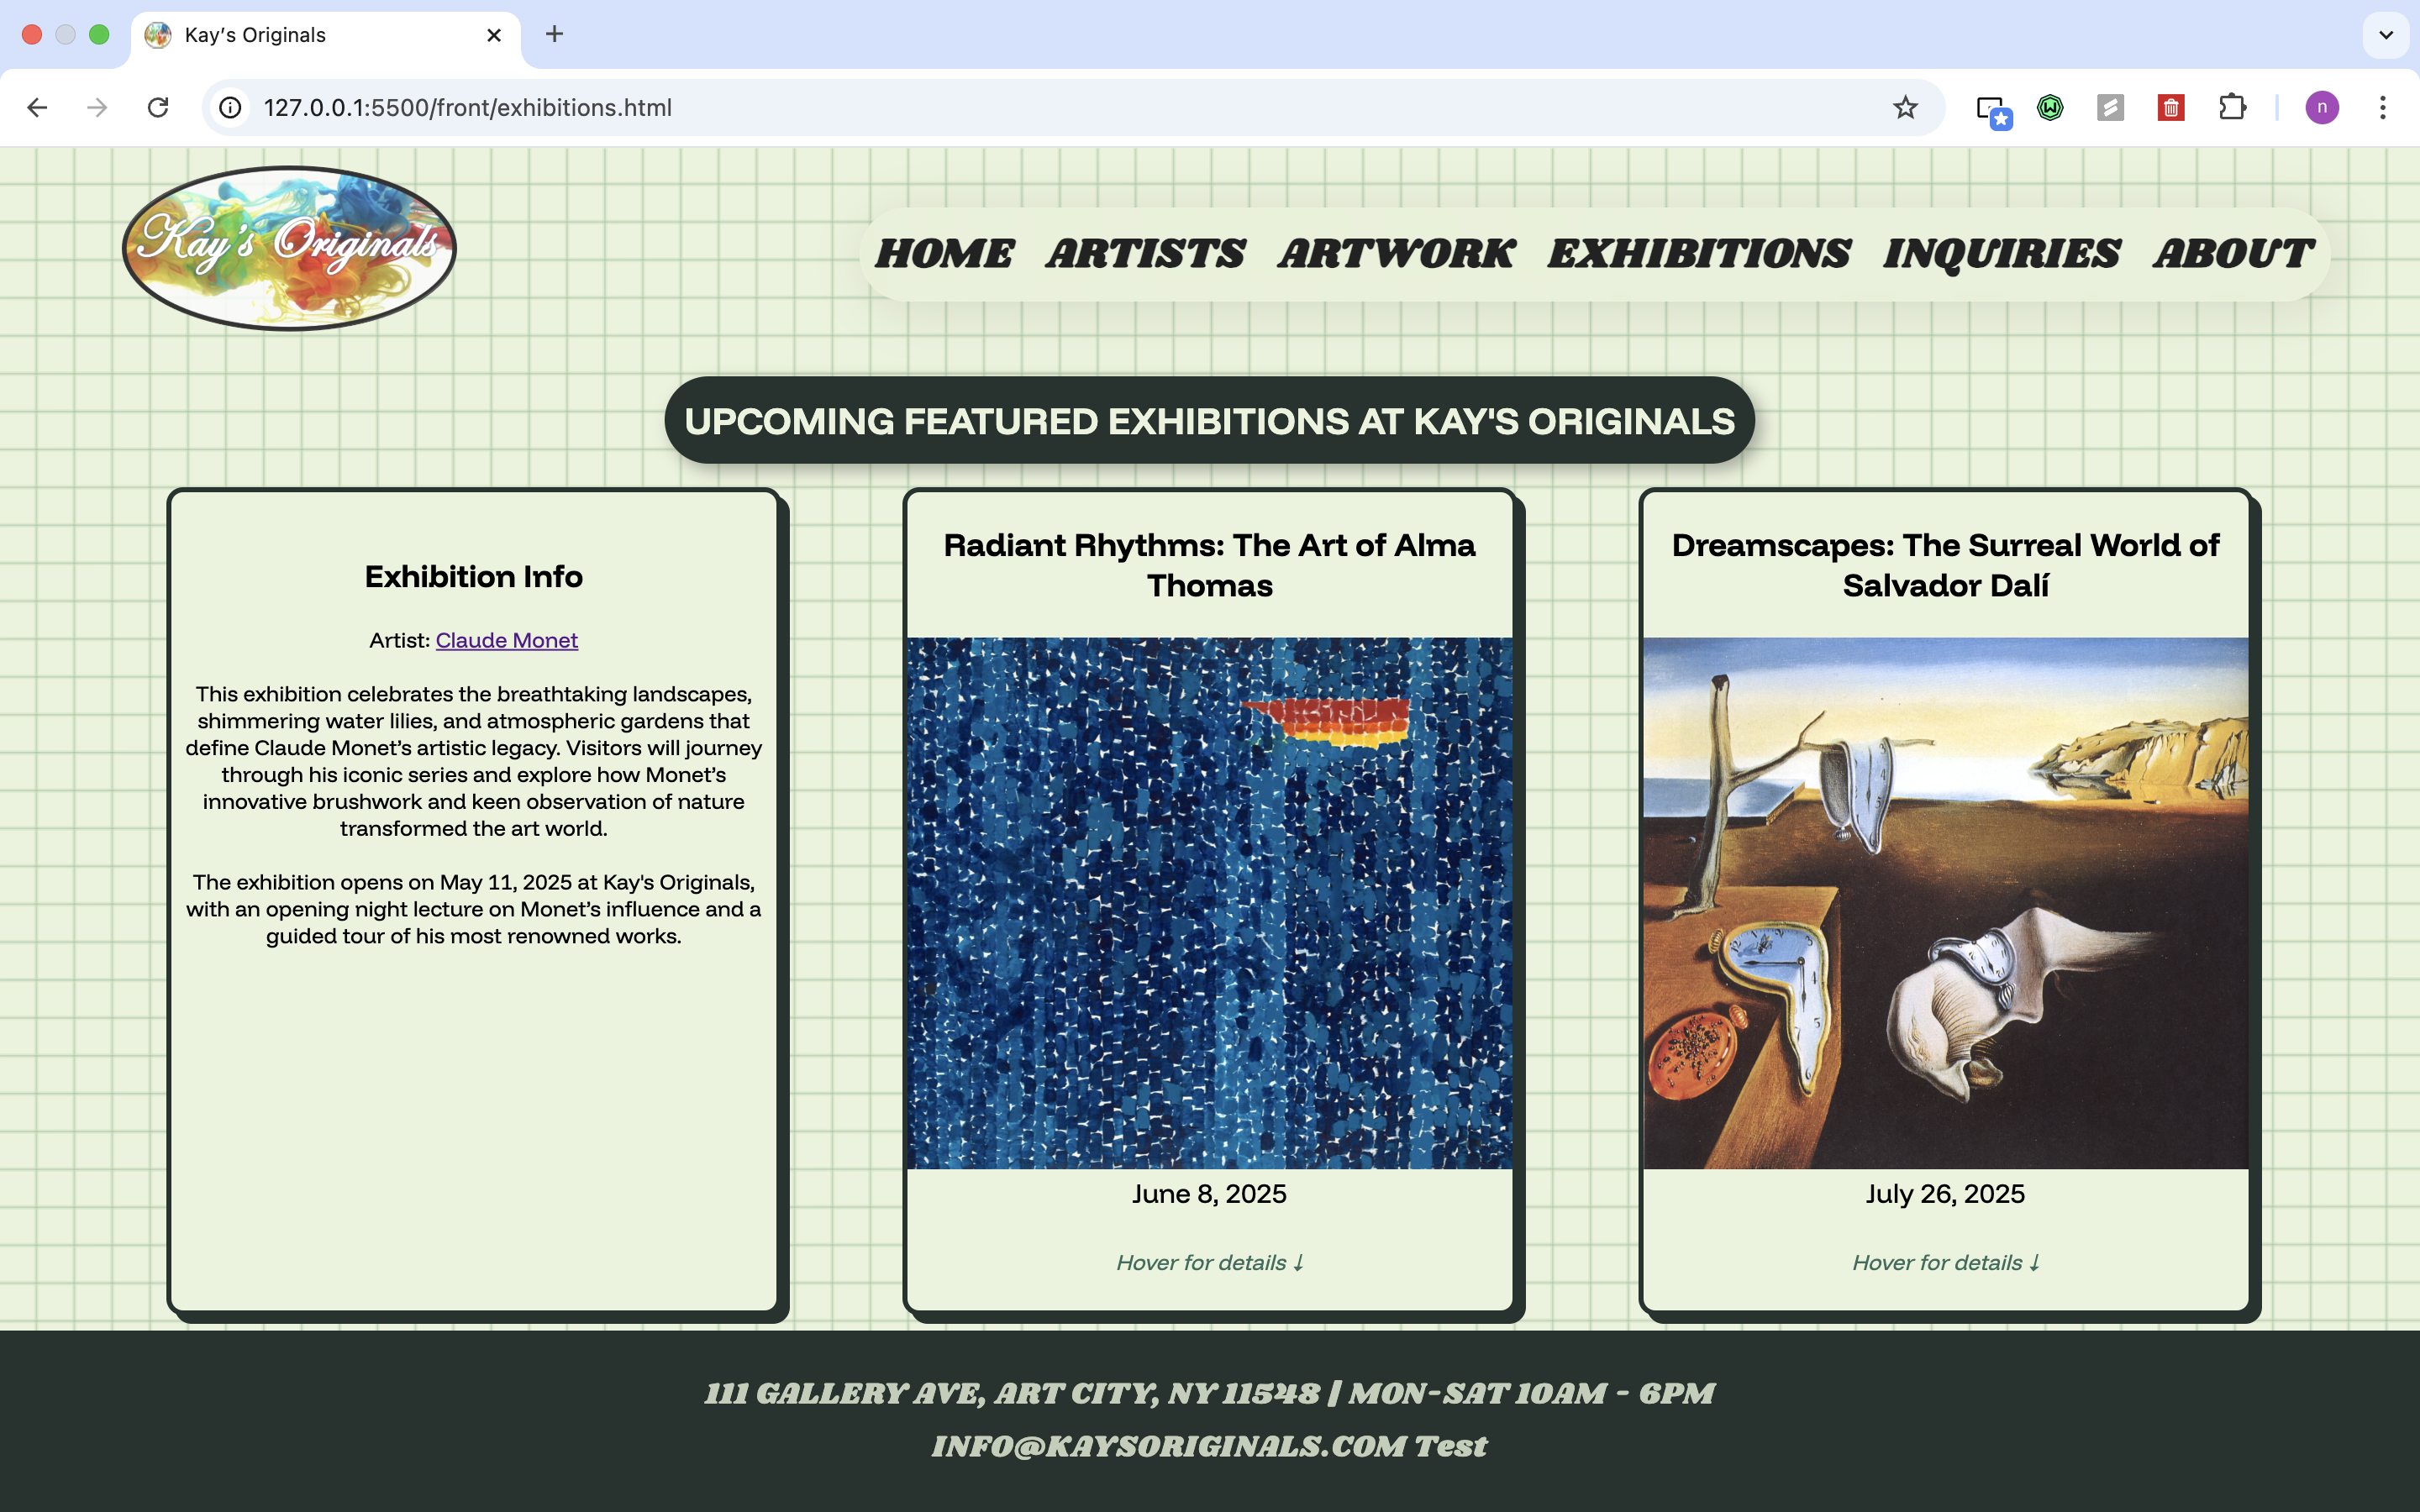 Kay's Originals
127.0.0.1:5500/front/exhibitions.html
n
Kay's Originals
HOME ARTISTS ARTWORK EXHIBITIONS INQUIRIES ABOUT
UPCOMING FEATURED EXHIBITIONS AT KAY'S ORIGINALS
Exhibition Info
Artist: Claude Monet
This exhibition celebrates the breathtaking landscapes,
shimmering water lilies, and atmospheric gardens that
define Claude Monet’s artistic legacy. Visitors will journey
through his iconic series and explore how Monet’s
innovative brushwork and keen observation of nature
transformed the art world.
The exhibition opens on May 11, 2025 at Kay's Originals,
with an opening night lecture on Monet’s influence and a
guided tour of his most renowned works.
Radiant Rhythms: The Art of Alma
Thomas
June 8, 2025
Hover for details ↓
Dreamscapes: The Surreal World of
Salvador Dalí
July 26, 2025
Hover for details ↓
111 GALLERY AVE, ART CITY, NY 11548 | MON-SAT 10AM - 6PM
INFO@KAYSORIGINALS.COM Test